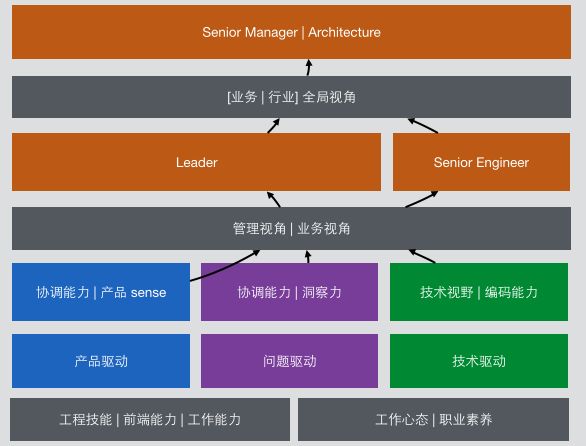 Senior Manager | Architecture
[业务 | 行业] 全局视角
Leader
Senior Engineer
管理视角 | 业务视角
协调能力 | 产品 sense
协调能力 | 洞察力
技术视野 | 编码能力
产品驱动
问题驱动
技术驱动
工程技能 | 前端能力 | 工作能力
工作心态 | 职业素养